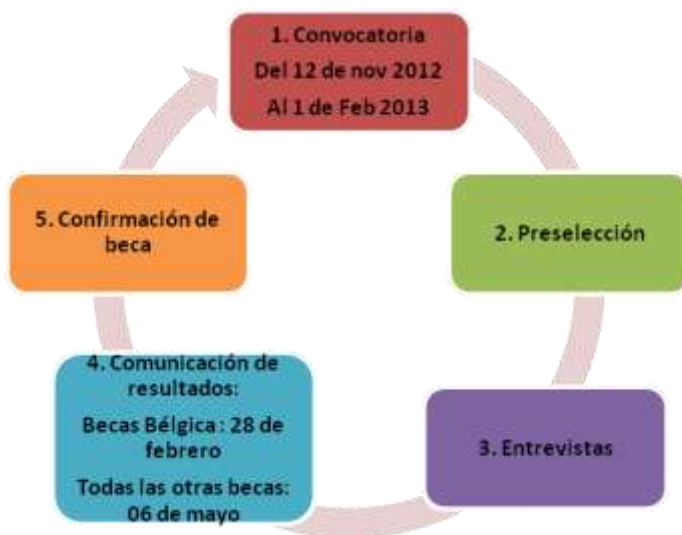 1. Convocatoria
Del 12 de nov 2012
Al 1 de Feb 2013
2. Preselección
3. Entrevistas
4. Comunicación de
resultados:
Becas Bélgica : 28 de
febrero
Todas las otras becas:
06 de mayo
5. Confirmación de
beca